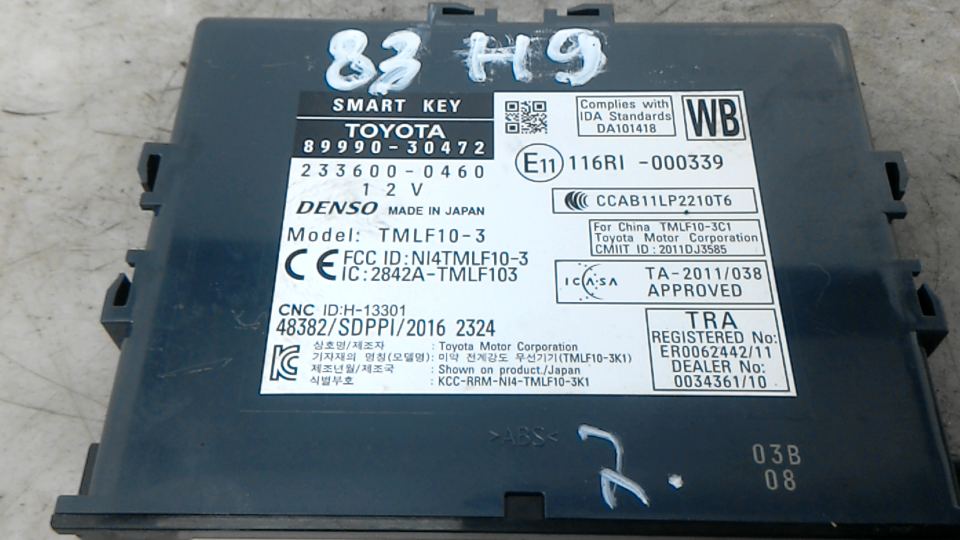 83 H9
SMART KEY
TOYOTA
89990-30472
233600-0460
12V
DENSO MADE IN JAPAN
Model: TMLF10-3
CE
FCC ID:NI4TMLF10-3
IC:2842A-TMLF103
CNC ID:H-13301
48382/SDPPI/2016 2324
상호명/제조자 : Toyota Motor Corporation
기자재의 명칭(모델명): 미약 전계강도 무선기기(TMLF10-3K1)
제조년월/제조국 : Shown on product./Japan
식별부호 : KCC-RRM-NI4-TMLF10-3K1
Complies with
IDA Standards
DA101418
WB
E11 116RI -000339
CCAB11LP2210T6
For China TMLF10-3C1
Toyota Motor Corporation
CMIIT ID:2011DJ3585
ICASA
TA-2011/038
APPROVED
TRA
REGISTERED No:
ER0062442/11
DEALER No:
0034361/10
>ABS<
03B
08